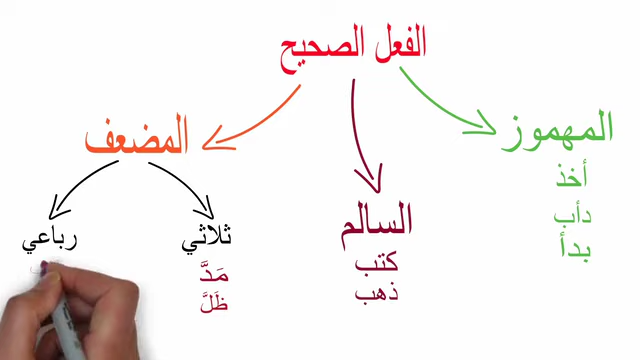 الفعل الصحيح
المهموز
أخذ
دأب
بدأ
السالم
كتب
ذهب
المضعف
ثلاثي
مَدَّ
ظَلَّ
رباعي